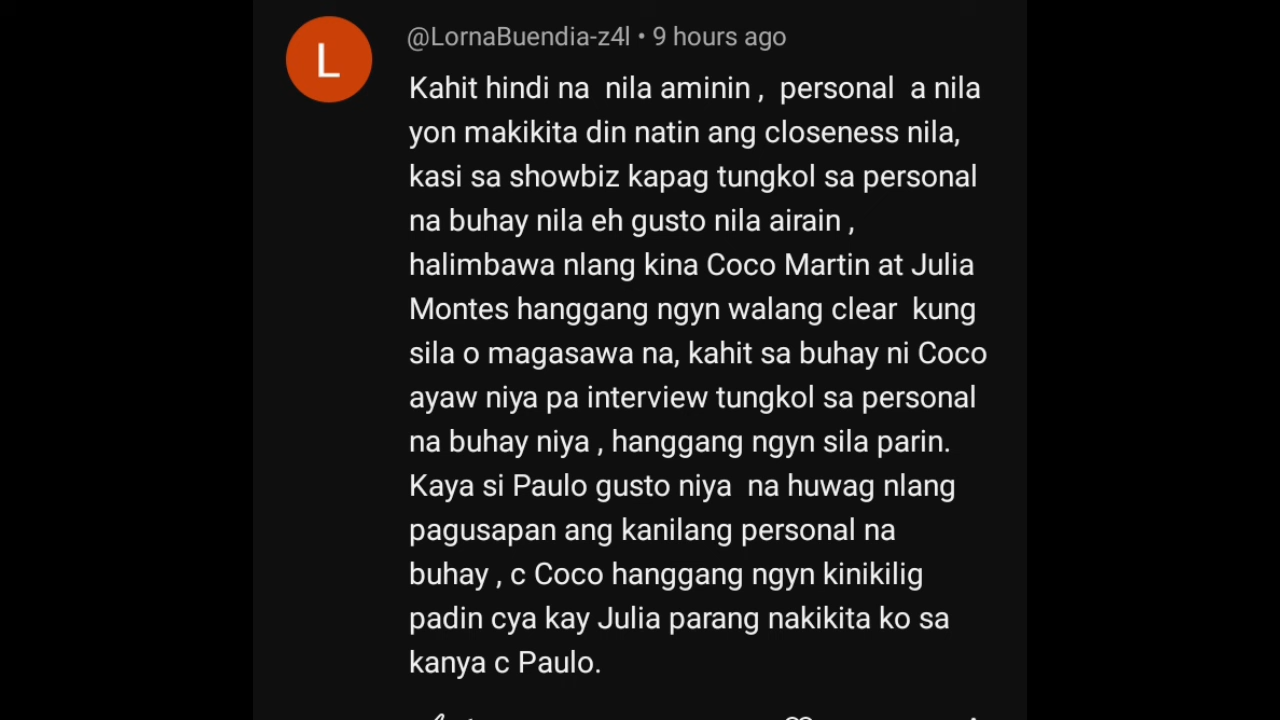 L
@LornaBuendia-z4l • 9 hours ago
Kahit hindi na nila aminin , personal a nila
yon makikita din natin ang closeness nila,
kasi sa showbiz kapag tungkol sa personal
na buhay nila eh gusto nila airain ,
halimbawa nlang kina Coco Martin at Julia
Montes hanggang ngyn walang clear kung
sila o magasawa na, kahit sa buhay ni Coco
ayaw niya pa interview tungkol sa personal
na buhay niya , hanggang ngyn sila parin.
Kaya si Paulo gusto niya na huwag nlang
pagusapan ang kanilang personal na
buhay , c Coco hanggang ngyn kinikilig
padin cya kay Julia parang nakikita ko sa
kanya c Paulo.